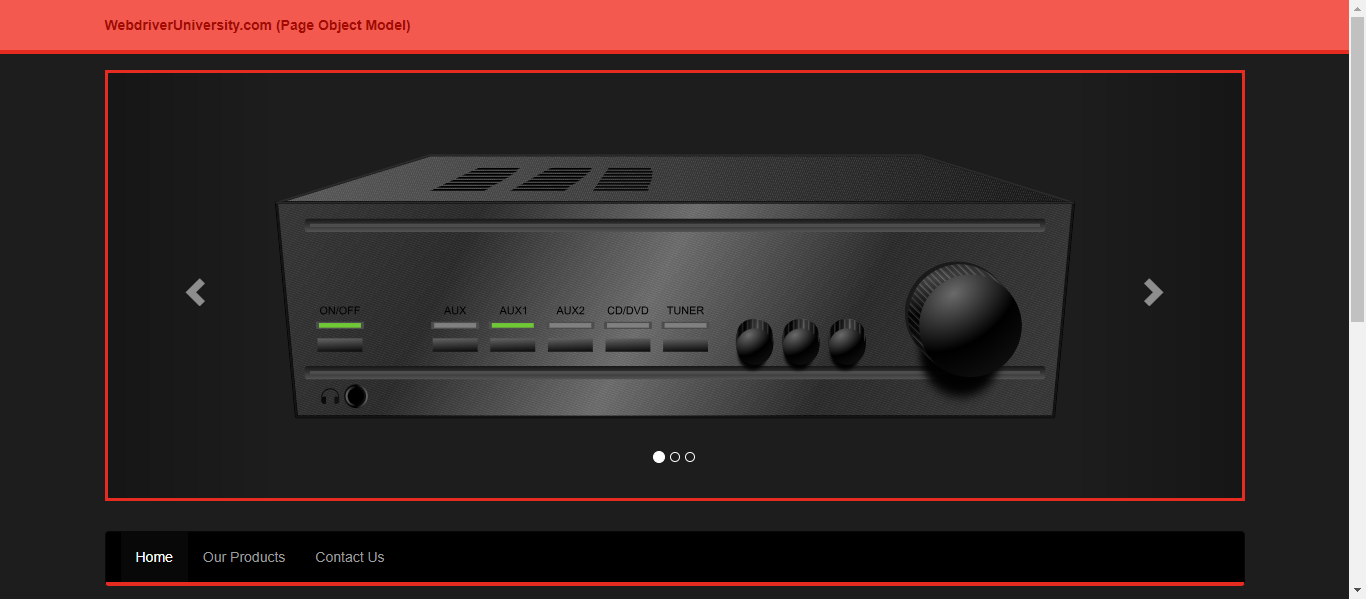 WebdriverUniversity.com (Page Object Model)
ON/OFF AUX AUX1 AUX2 CD/DVD TUNER
Home Our Products Contact Us